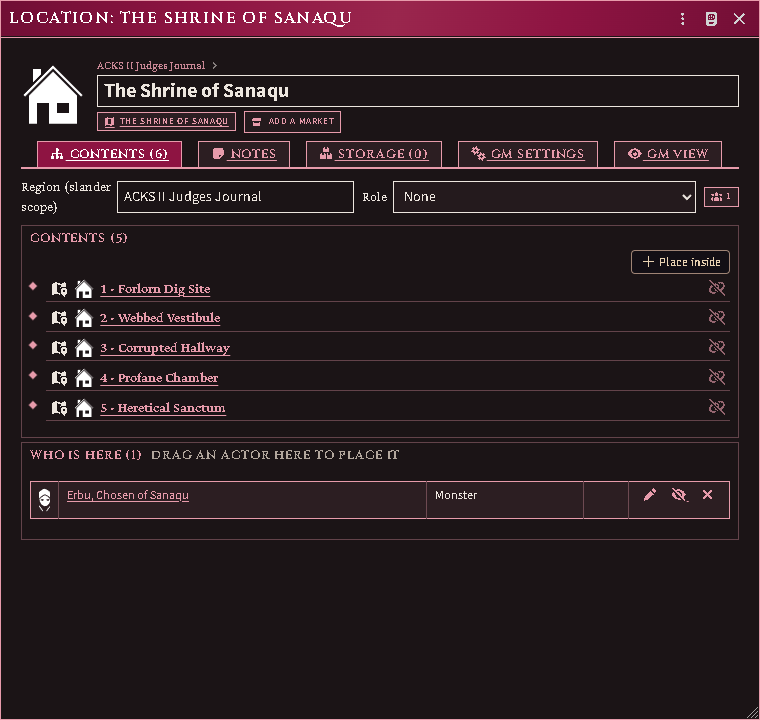 LOCATION: THE SHRINE OF SANAQU
ACKS II Judges Journal >
The Shrine of Sanaqu
THE SHRINE OF SANAQU ADD A MARKET
CONTENTS (6) NOTES STORAGE (0) GM SETTINGS GM VIEW
Region (slander scope) ACKS II Judges Journal Role None 1
CONTENTS (5)
+ Place inside
1 - Forlorn Dig Site
2 - Webbed Vestibule
3 - Corrupted Hallway
4 - Profane Chamber
5 - Heretical Sanctum
WHO IS HERE (1) DRAG AN ACTOR HERE TO PLACE IT
Erbu, Chosen of Sanaqu Monster